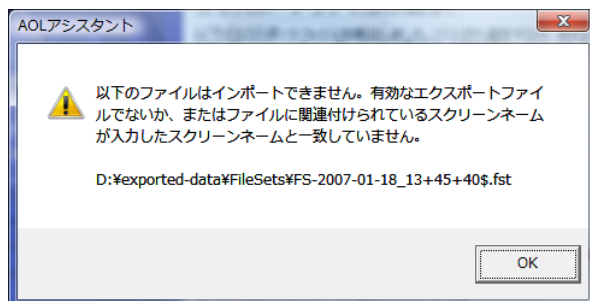 AOLアシスタント
以下のファイルはインポートできません。有効なエクスポートファイ
ルでないか、またはファイルに関連付けられているスクリーンネーム
が入力したスクリーンネームと一致していません。
D:¥exported-data¥FileSets¥FS-2007-01-18_13+45+40$.fst
OK